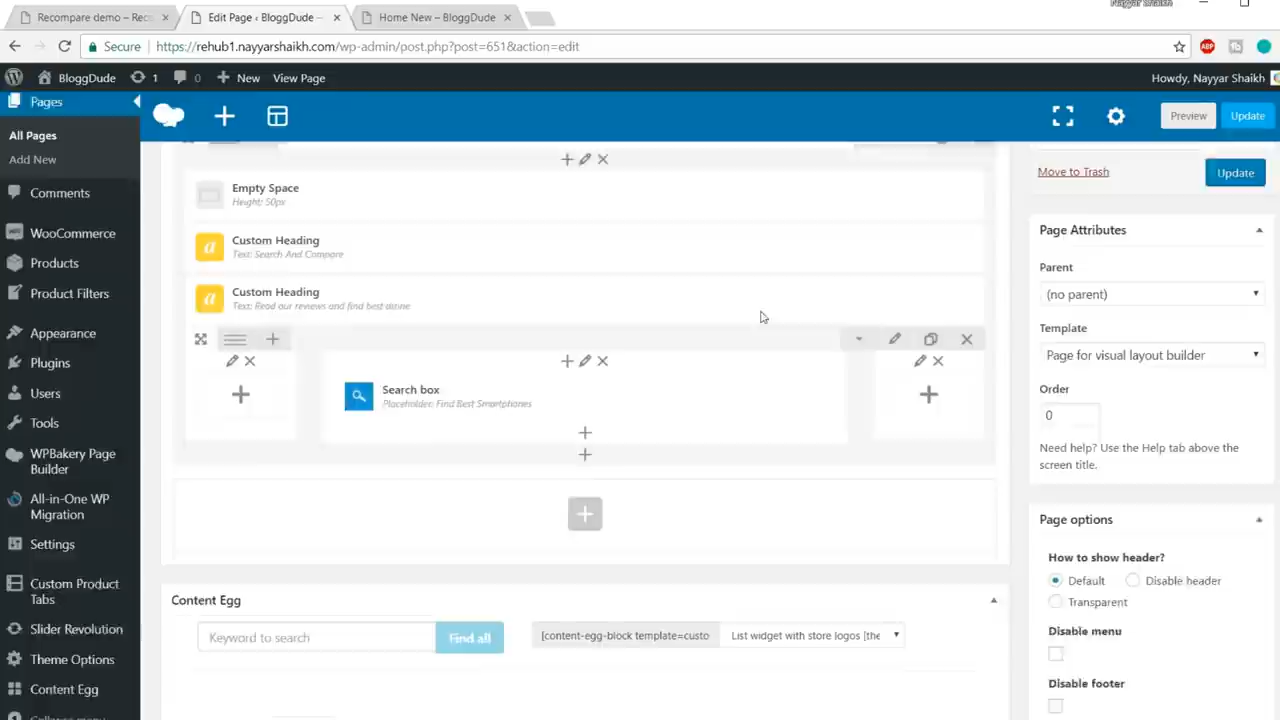 Nayyar Shaikh
Recompare demo – Reco
Edit Page ‹ BloggDude –
Home New – BloggDude
Secure
https://rehub1.nayyarshaikh.com/wp-admin/post.php?post=651&action=edit
ABP
BloggDude
1
0
New
View Page
Howdy, Nayyar Shaikh
Pages
All Pages
Add New
Comments
WooCommerce
Products
Product Filters
Appearance
Plugins
Users
Tools
WPBakery Page
Builder
All-in-One WP
Migration
Settings
Custom Product
Tabs
Slider Revolution
Theme Options
Content Egg
Collapse menu
Preview
Update
Empty Space
Height: 50px
Custom Heading
Text: Search And Compare
Custom Heading
Text: Read our reviews and find best alone
Search box
Placeholder: Find Best Smartphones
Content Egg
Keyword to search
Find all
[content-egg-block template=custo
List widget with store logos [the
Move to Trash
Update
Page Attributes
Parent
(no parent)
Template
Page for visual layout builder
Order
0
Need help? Use the Help tab above the
screen title.
Page options
How to show header?
Default
Disable header
Transparent
Disable menu
Disable footer